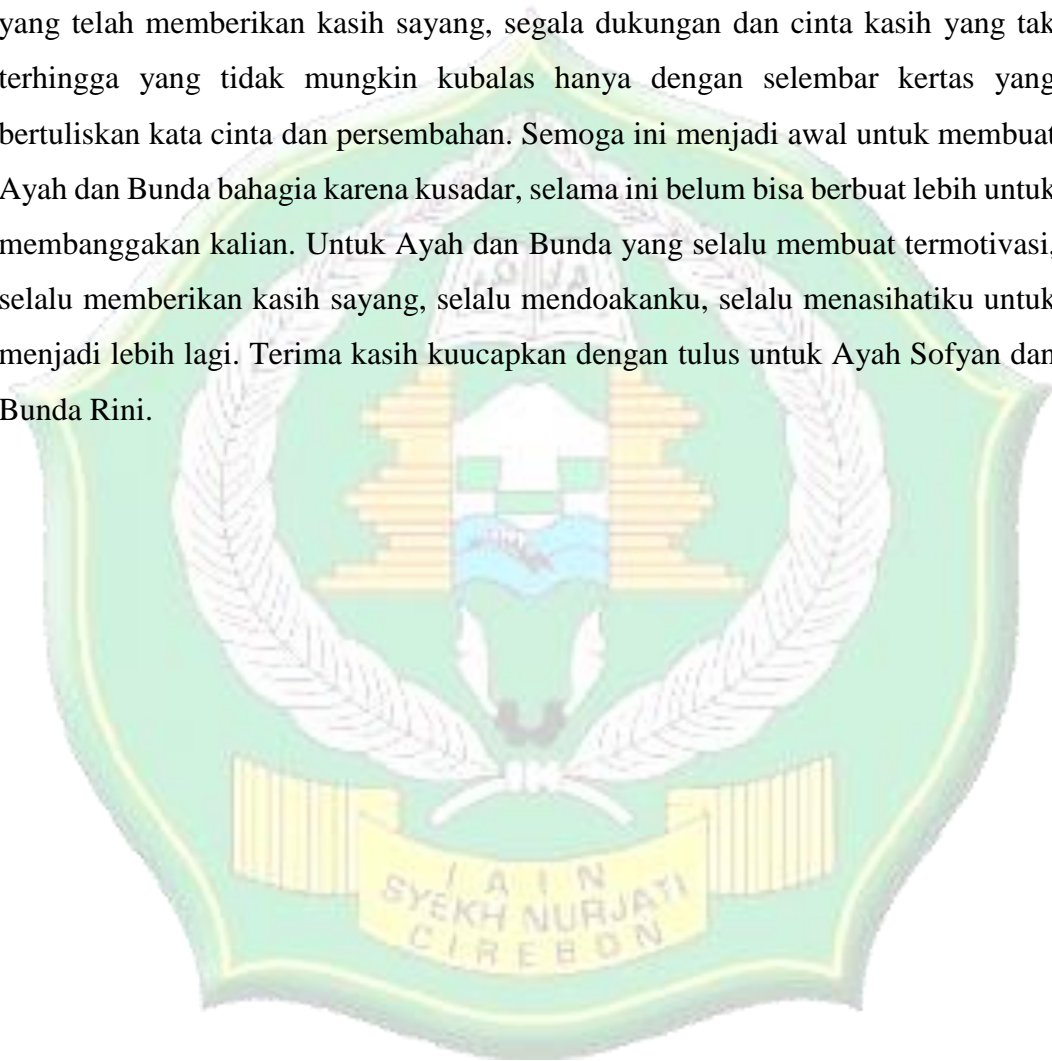 yang telah memberikan kasih sayang, segala dukungan dan cinta kasih yang tak
terhingga yang tidak mungkin kubalas hanya dengan selembar kertas yang
bertuliskan kata cinta dan persembahan. Semoga ini menjadi awal untuk membuat
Ayah dan Bunda bahagia karena kusadar, selama ini belum bisa berbuat lebih untuk
membanggakan kalian. Untuk Ayah dan Bunda yang selalu membuat termotivasi,
selalu memberikan kasih sayang, selalu mendoakanku, selalu menasihatiku untuk
menjadi lebih lagi. Terima kasih kuucapkan dengan tulus untuk Ayah Sofyan dan
Bunda Rini.
IAIN
SYEKH NURJATI
CIREBON